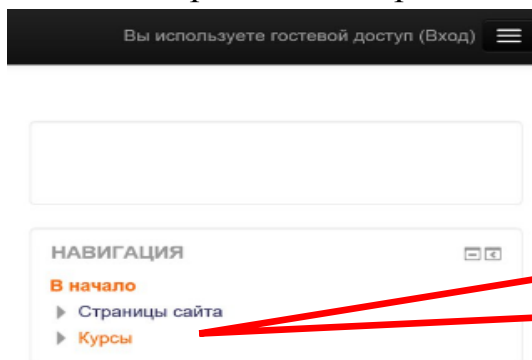 Вы используете гостевой доступ (Вход)
НАВИГАЦИЯ
В начало
Страницы сайта
Курсы